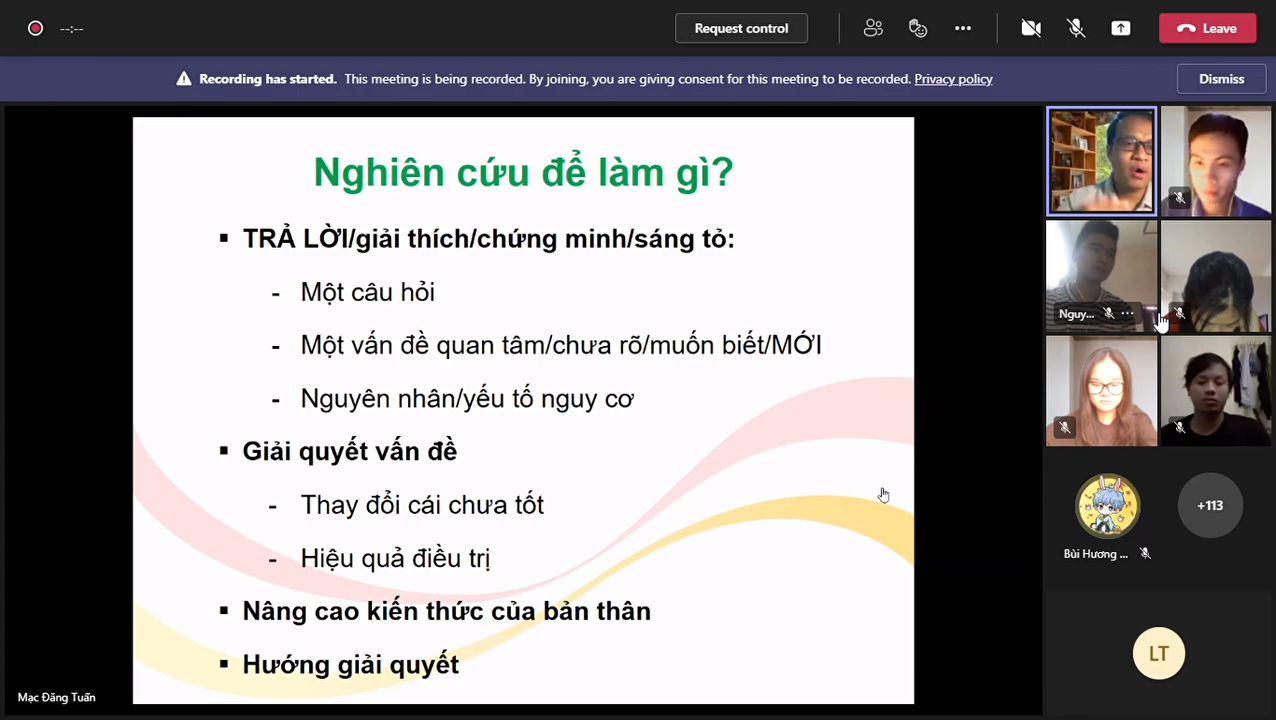 --:--
Request control
Leave
Recording has started. This meeting is being recorded. By joining, you are giving consent for this meeting to be recorded. Privacy policy
Dismiss
Nghiên cứu để làm gì?
▪ TRẢ LỜI/giải thích/chứng minh/sáng tỏ:
- Một câu hỏi
- Một vấn đề quan tâm/chưa rõ/muốn biết/MỚI
- Nguyên nhân/yếu tố nguy cơ
▪ Giải quyết vấn đề
- Thay đổi cái chưa tốt
- Hiệu quả điều trị
▪ Nâng cao kiến thức của bản thân
▪ Hướng giải quyết
Mạc Đăng Tuấn
Nguy...
+113
Bùi Hương ...
LT